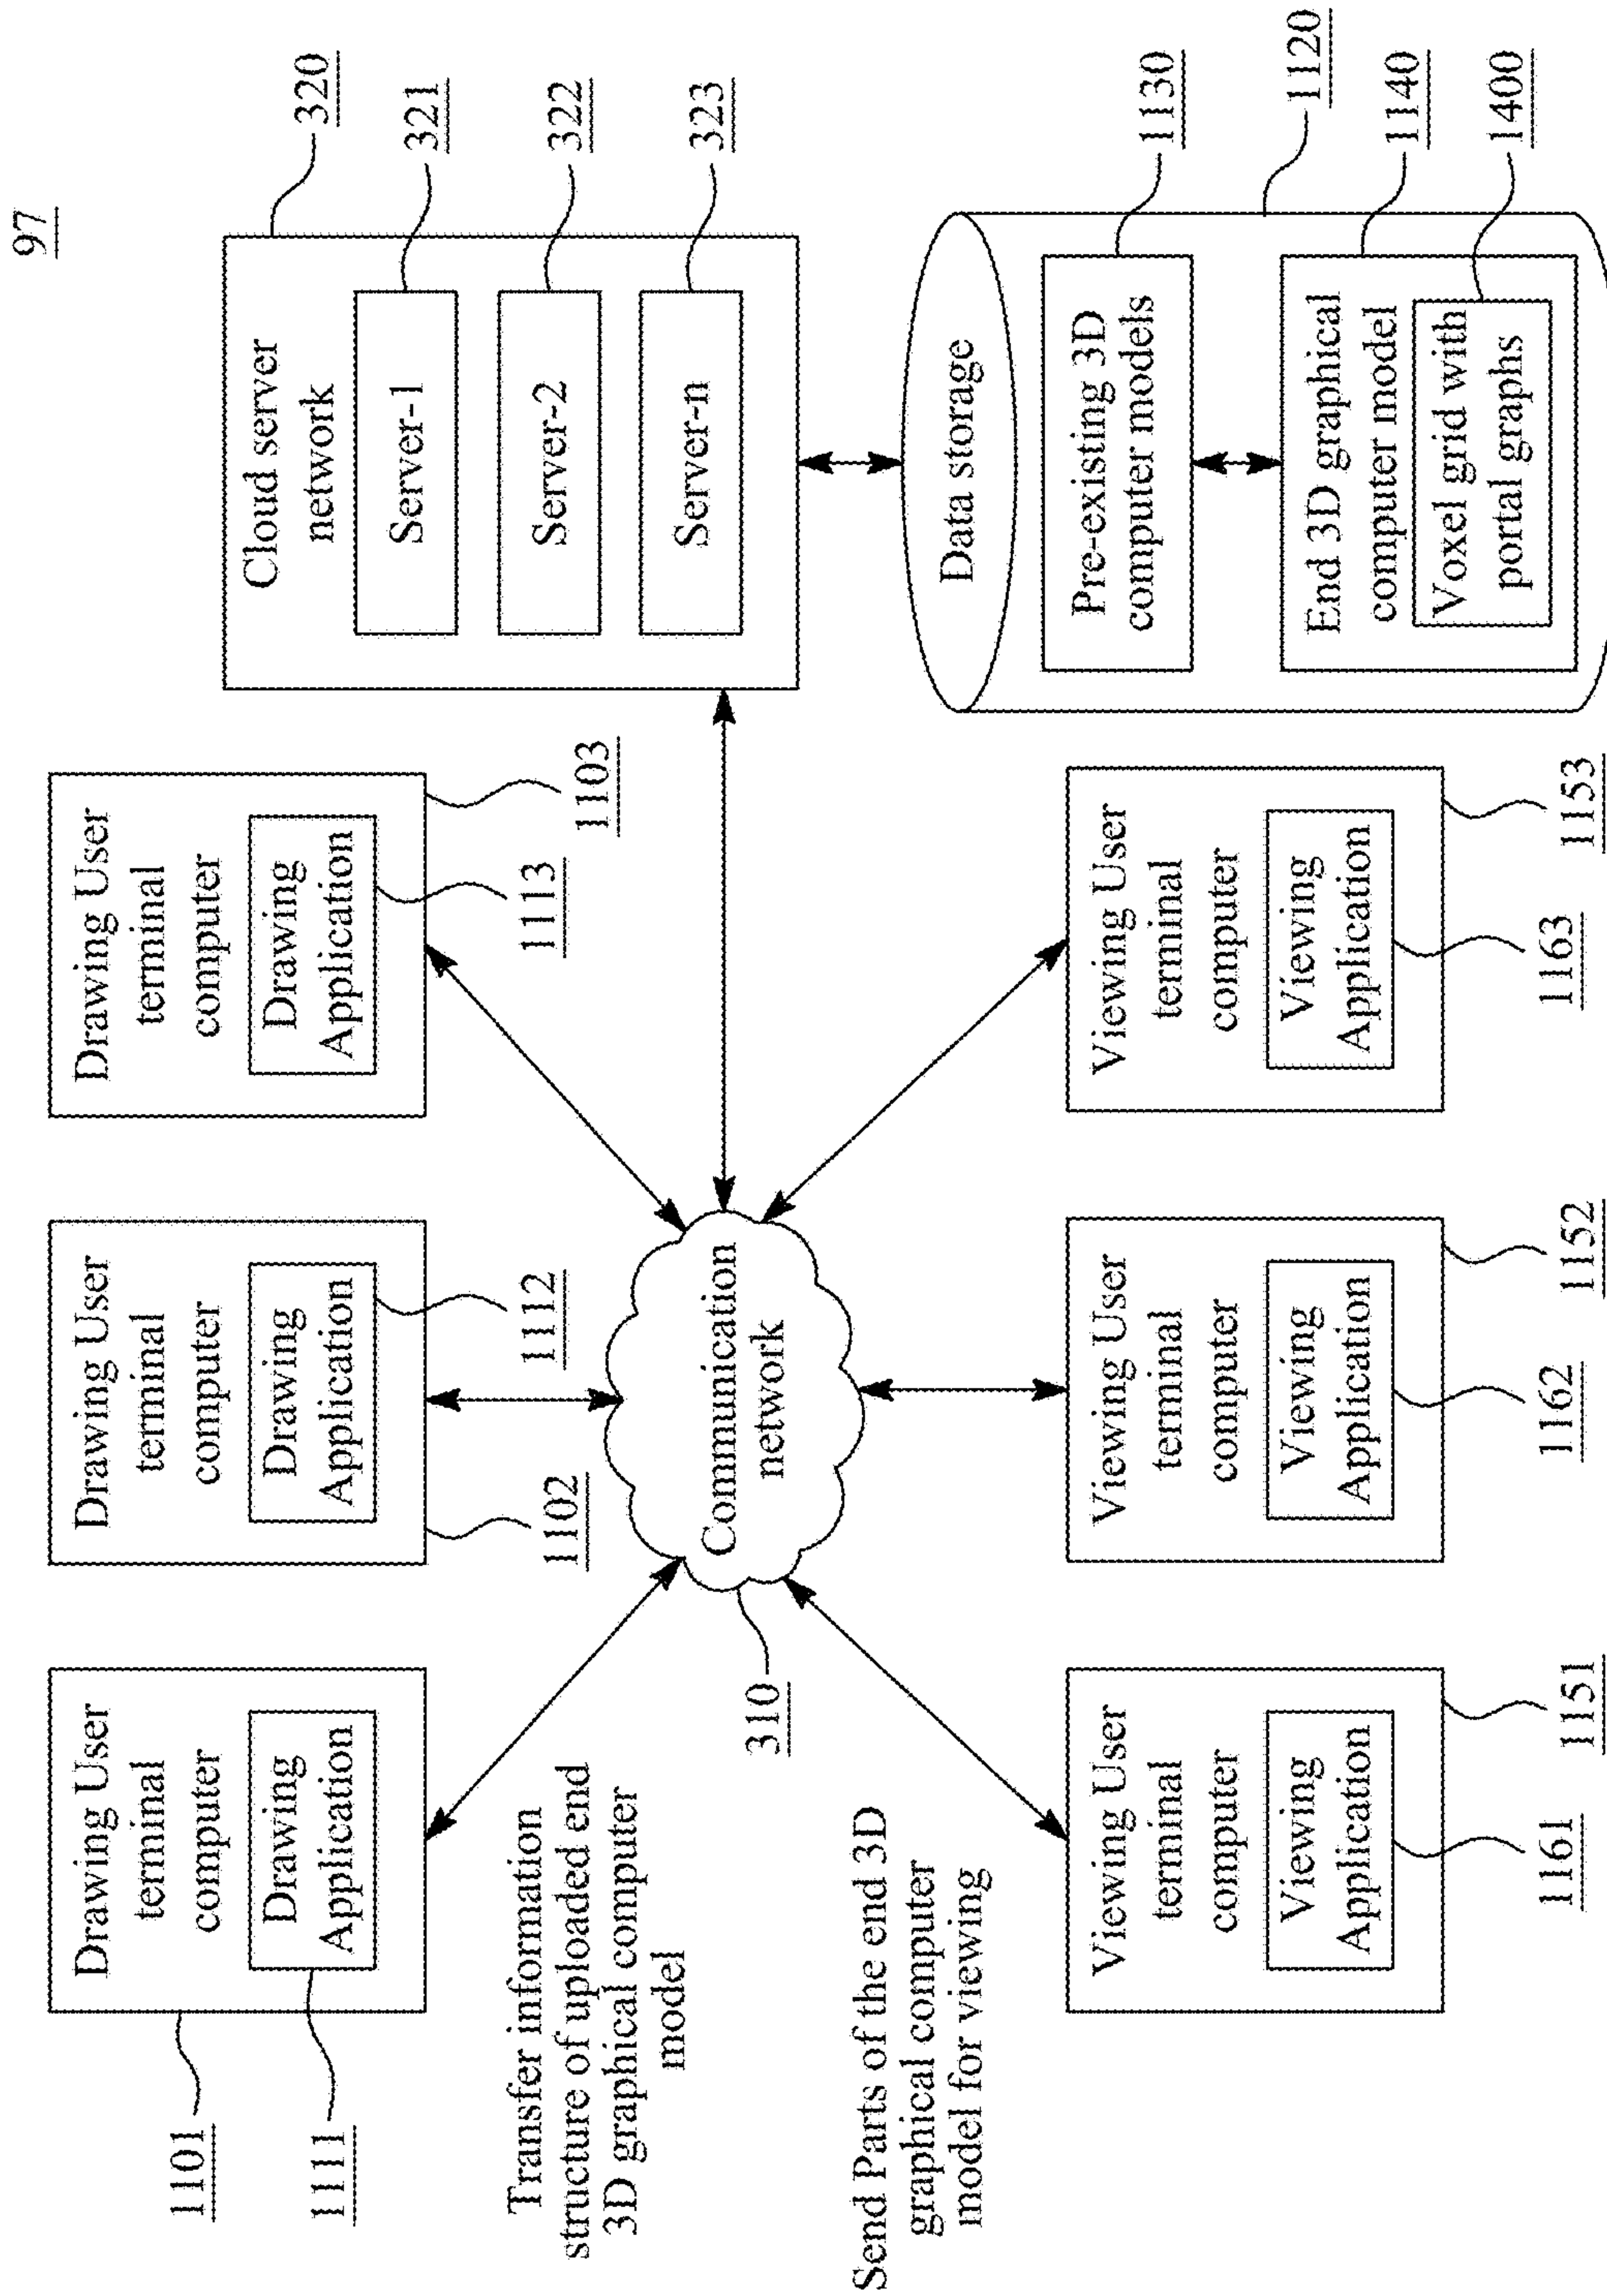 97
Drawing User
terminal
computer
Drawing
Application
1101
1111
Drawing User
terminal
computer
Drawing
Application
1102
1112
Drawing User
terminal
computer
Drawing
Application
1103
1113
Cloud server
network
Server-1
Server-2
Server-n
320
321
322
323
Transfer information
structure of uploaded end
3D graphical computer
model
Communication
network
310
Send Parts of the end 3D
graphical computer
model for viewing
Viewing User
terminal
computer
Viewing
Application
1151
1161
Viewing User
terminal
computer
Viewing
Application
1152
1162
Viewing User
terminal
computer
Viewing
Application
1153
1163
Data storage
Pre-existing 3D
computer models
End 3D graphical
computer model
Voxel grid with
portal graphs
1130
1120
1140
1400